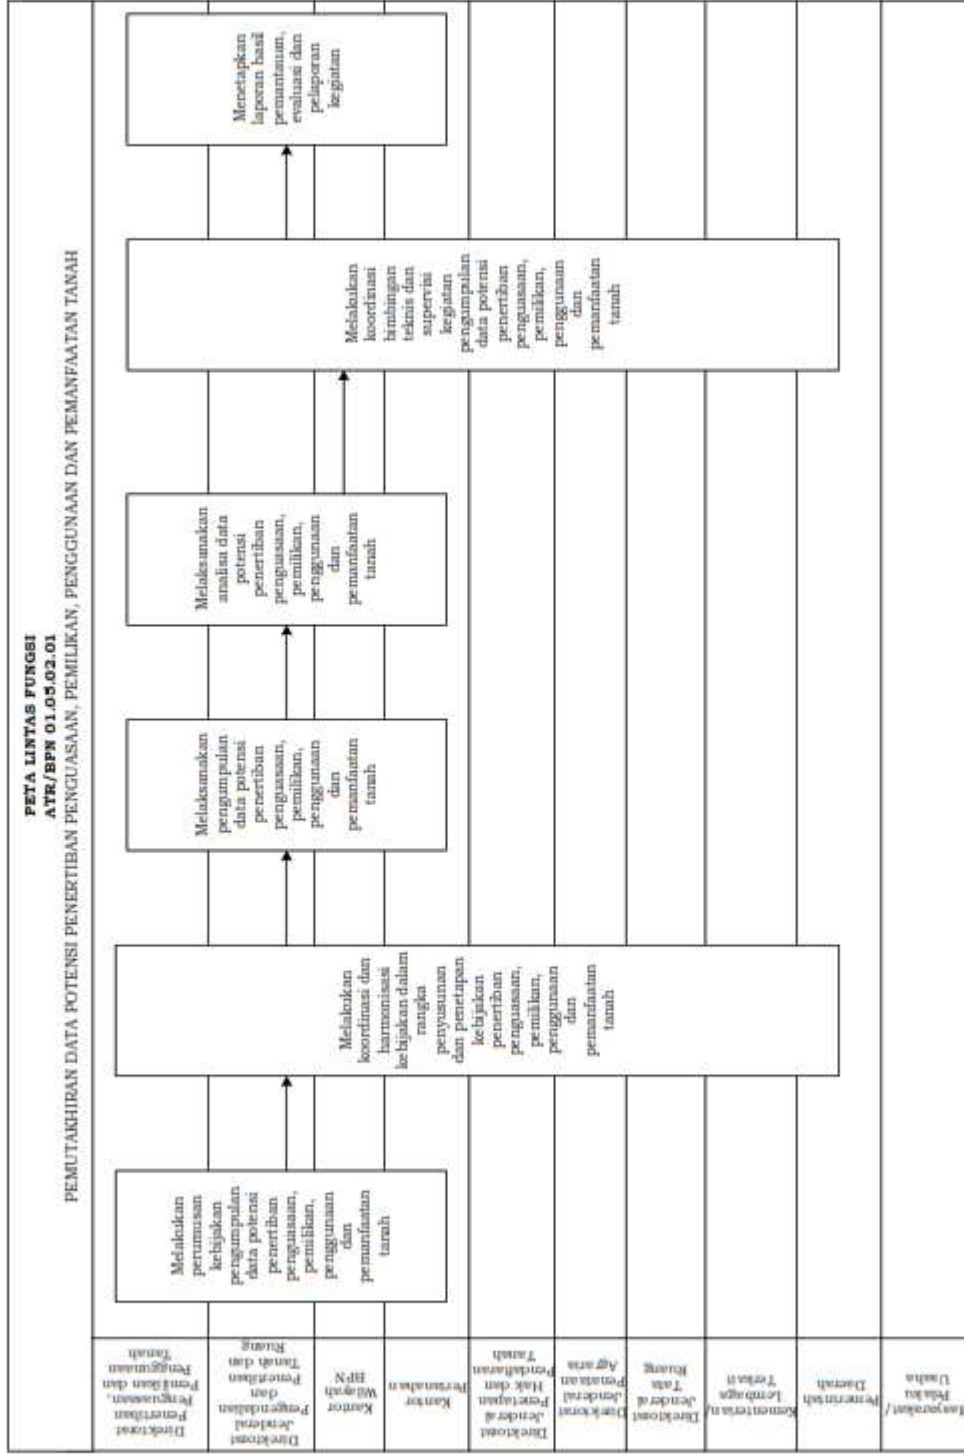 PETA LINTAS FUNGSI
ATR/BPN 01.05.02.01
PEMUTAKHIRAN DATA POTENSI PENERTIBAN PENGUASAAN, PEMILIKAN, PENGGUNAAN DAN PEMANFAATAN TANAH
Direktorat
Penertiban
Penguasaan,
Pemilikan dan
Penggunaan
Tanah
Direktorat
Jenderal
Pengendalian
dan
Penertiban
Tanah dan
Ruang
Kantor
Wilayah
BPN
Kantor
Pertanahan
Direktorat
Jenderal
Penetapan
Hak dan
Pendaftaran
Tanah
Direktorat
Jenderal
Penataan
Agraria
Direktorat
Jenderal
Tata
Ruang
Kementerian/
Lembaga
Terkait
Pemerintah
Daerah
Masyarakat/
Pelaku
Usaha
Melakukan
perumusan
kebijakan
pengumpulan
data potensi
penertiban
penguasaan,
pemilikan,
penggunaan
dan
pemanfaatan
tanah
Melakukan
koordinasi dan
harmonisasi
kebijakan dalam
rangka
penyusunan
dan penetapan
kebijakan
penertiban
penguasaan,
pemilikan,
penggunaan
dan
pemanfaatan
tanah
Melaksanakan
pengumpulan
data potensi
penertiban
penguasaan,
pemilikan,
penggunaan
dan
pemanfaatan
tanah
Melaksanakan
analisa data
potensi
penertiban
penguasaan,
pemilikan,
penggunaan
dan
pemanfaatan
tanah
Melakukan
koordinasi
bimbingan
teknis dan
supervisi
kegiatan
pengumpulan
data potensi
penertiban
penguasaan,
pemilikan,
penggunaan
dan
pemanfaatan
tanah
Menetapkan
laporan hasil
pemantauan,
evaluasi dan
pelaporan
kegiatan